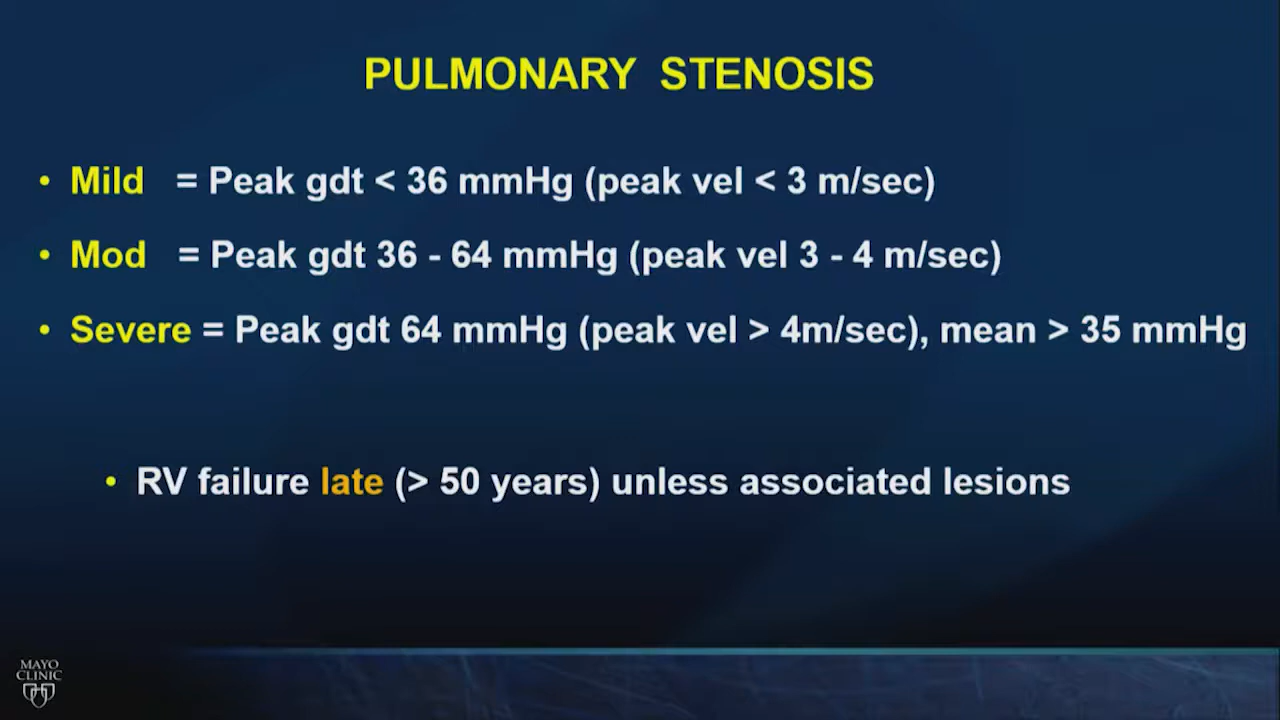 PULMONARY STENOSIS
• Mild = Peak gdt < 36 mmHg (peak vel < 3 m/sec)
• Mod = Peak gdt 36 - 64 mmHg (peak vel 3 - 4 m/sec)
• Severe = Peak gdt 64 mmHg (peak vel > 4m/sec), mean > 35 mmHg
• RV failure late (> 50 years) unless associated lesions
MAYO
CLINIC